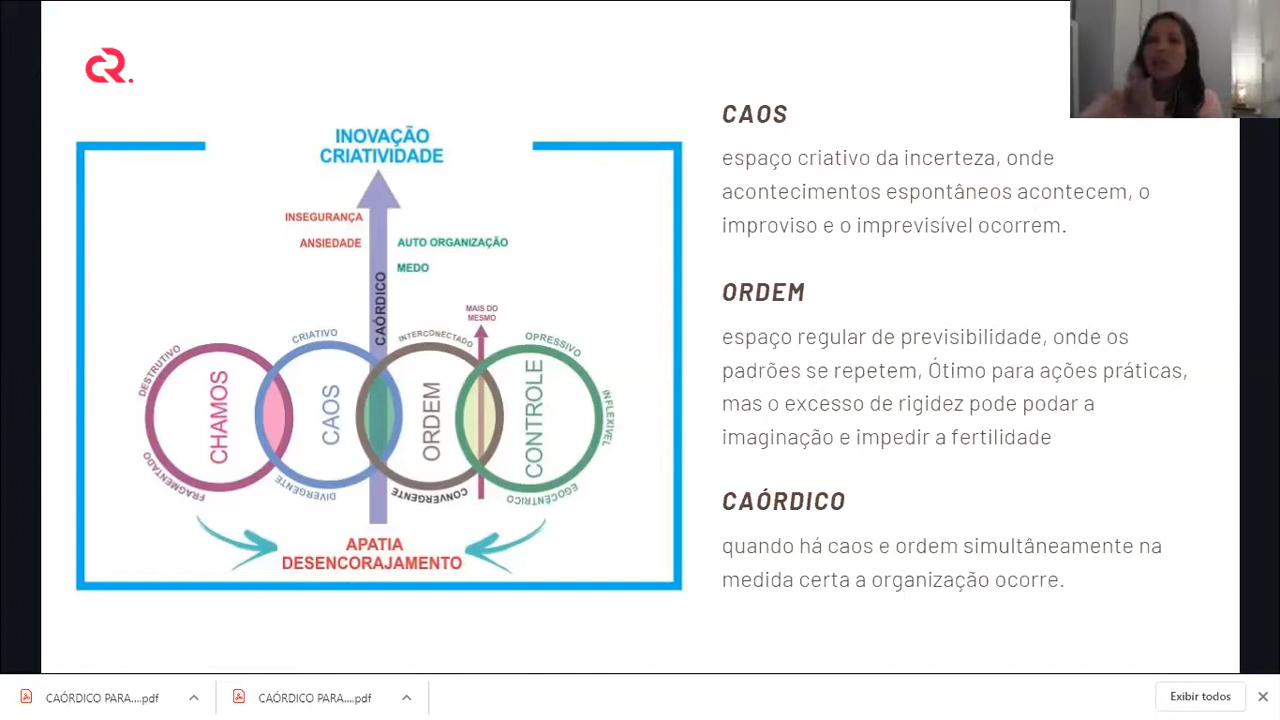 CR.
INOVAÇÃO
CRIATIVIDADE
INSEGURANÇA
ANSIEDADE
AUTO ORGANIZAÇÃO
MEDO
CAÓRDICO
MAIS DO
MESMO
DESTRUTIVO
CHAMOS
FRAGMENTADO
CRIATIVO
CAOS
DIVERGENTE
INTERCONECTADO
ORDEM
CONVERGENTE
OPRESSIVO
CONTROLE
INFLEXIVEL
EGOCÊNTRICO
APATIA
DESENCORAJAMENTO
CAOS
espaço criativo da incerteza, onde
acontecimentos espontâneos acontecem, o
improviso e o imprevisível ocorrem.
ORDEM
espaço regular de previsibilidade, onde os
padrões se repetem, Ótimo para ações práticas,
mas o excesso de rigidez pode podar a
imaginação e impedir a fertilidade
CAÓRDICO
quando há caos e ordem simultâneamente na
medida certa a organização ocorre.
CAÓRDICO PARA....pdf
CAÓRDICO PARA....pdf
Exibir todos